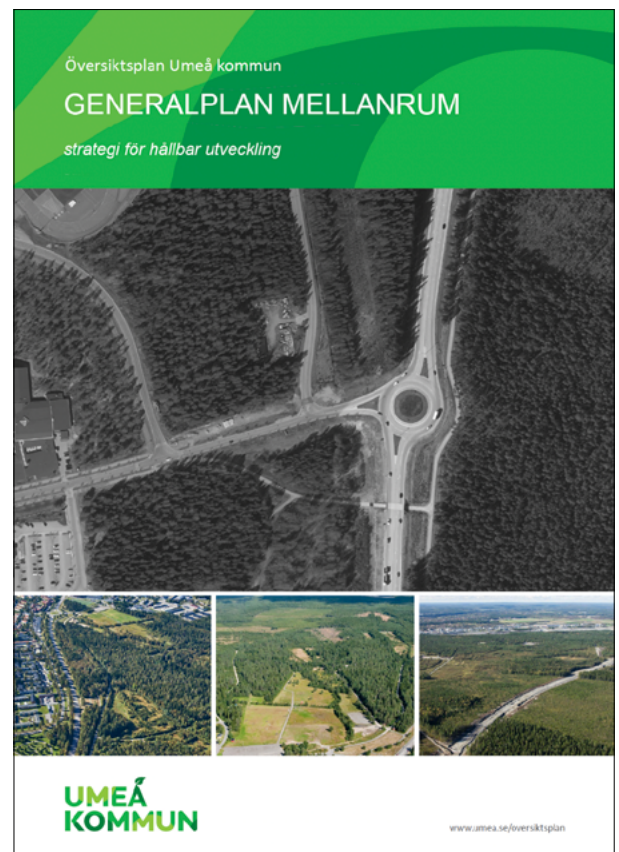 Översiktsplan Umeå kommun
GENERALPLAN MELLANRUM
strategi för hållbar utveckling
UMEÅ
KOMMUN
www.umea.se/oversiktsplan